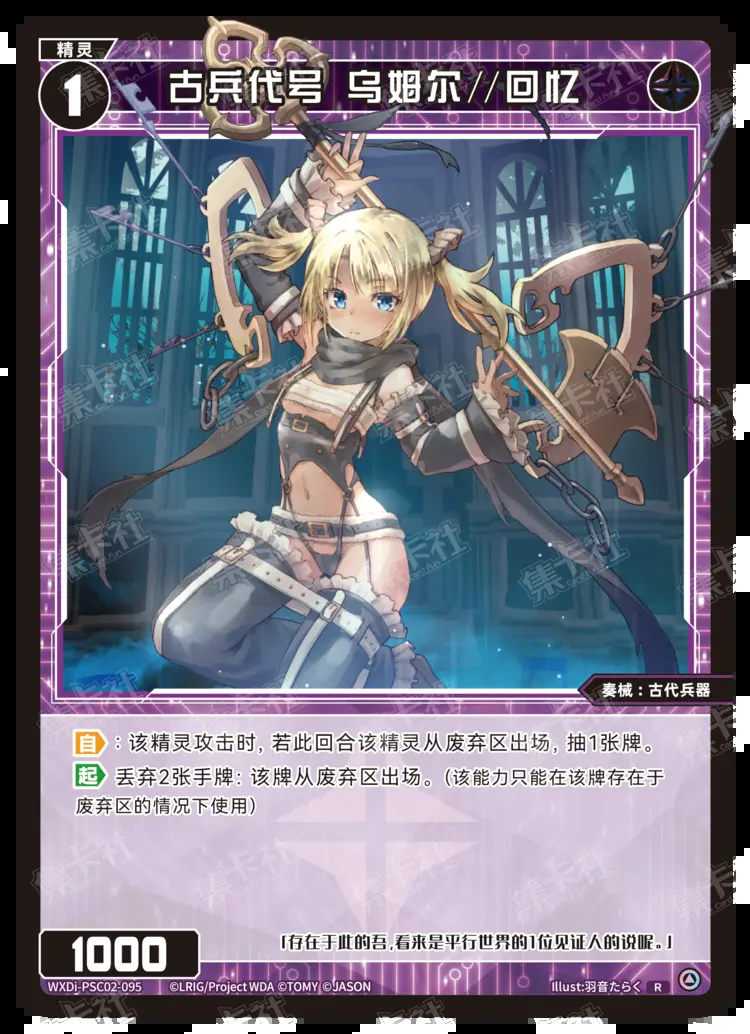 精灵
1
古兵代号 乌姆尔//回忆
奏械：古代兵器
自：该精灵攻击时, 若此回合该精灵从废弃区出场, 抽1张牌。
起 丢弃2张手牌: 该牌从废弃区出场。（该能力只能在该牌存在于
废弃区的情况下使用）
「存在于此的吾,看来是平行世界的1位见证人的说呢。」
1000
WXDi-PSC02-095 ©LRIG/Project WDA ©TOMY ©JASON Illust:羽音たらく R
集卡社